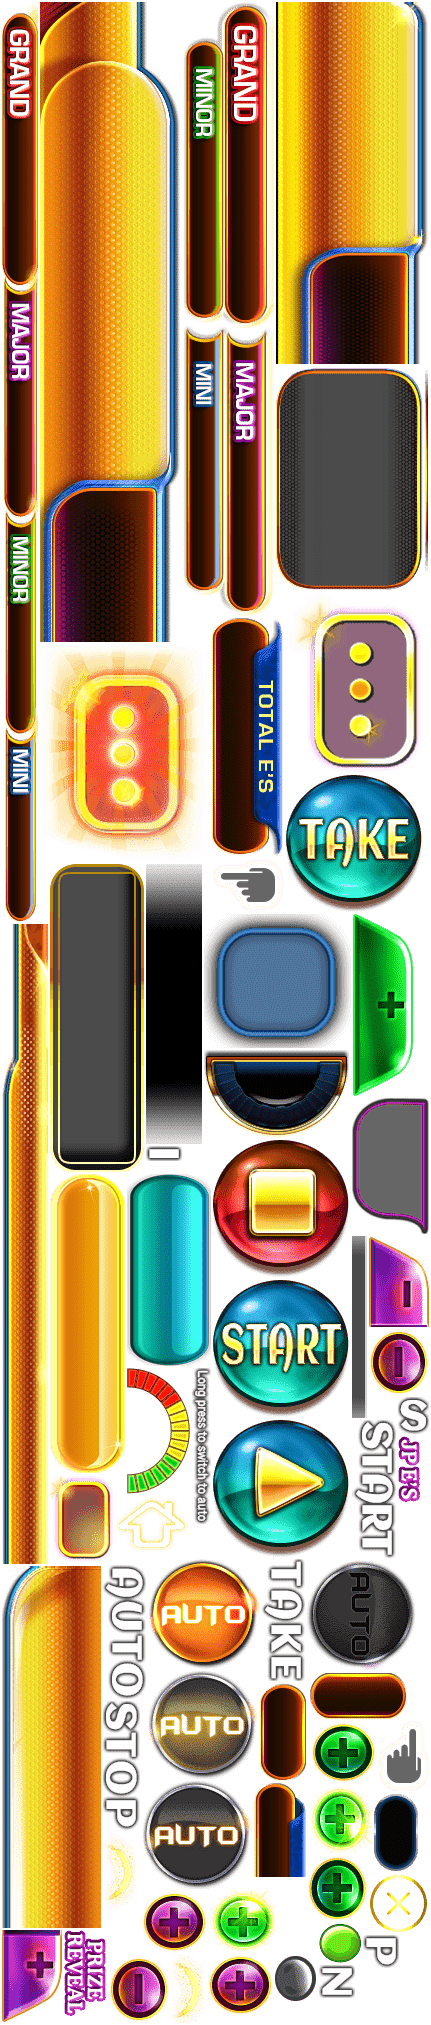 GRAND
MINOR
GRAND
MAJOR
MINI
MAJOR
MINOR
MINI
TOTAL E'S
TAKE
START
Long press to switch to auto
S
JPE'S
START
AUTO
STOP
AUTO
TAKE
AUTO
AUTO
AUTO
PRIZE
REVEAL
P
N